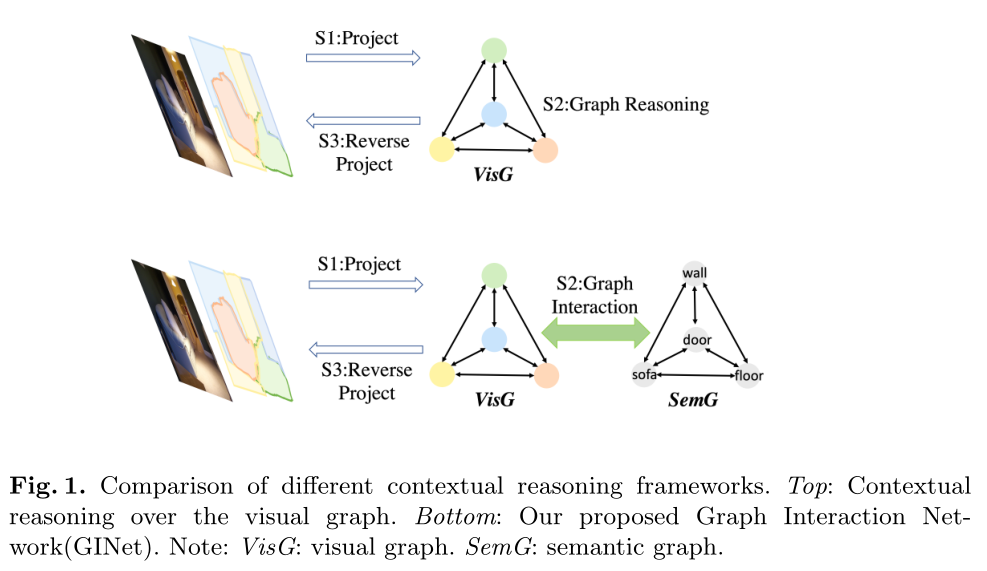 S1:Project
S2:Graph Reasoning
S3:Reverse
Project
VisG
S1:Project
S2:Graph
Interaction
S3:Reverse
Project
wall
door
sofa
floor
VisG
SemG
Fig. 1. Comparison of different contextual reasoning frameworks. Top: Contextual
reasoning over the visual graph. Bottom: Our proposed Graph Interaction Net-
work(GINet). Note: VisG: visual graph. SemG: semantic graph.